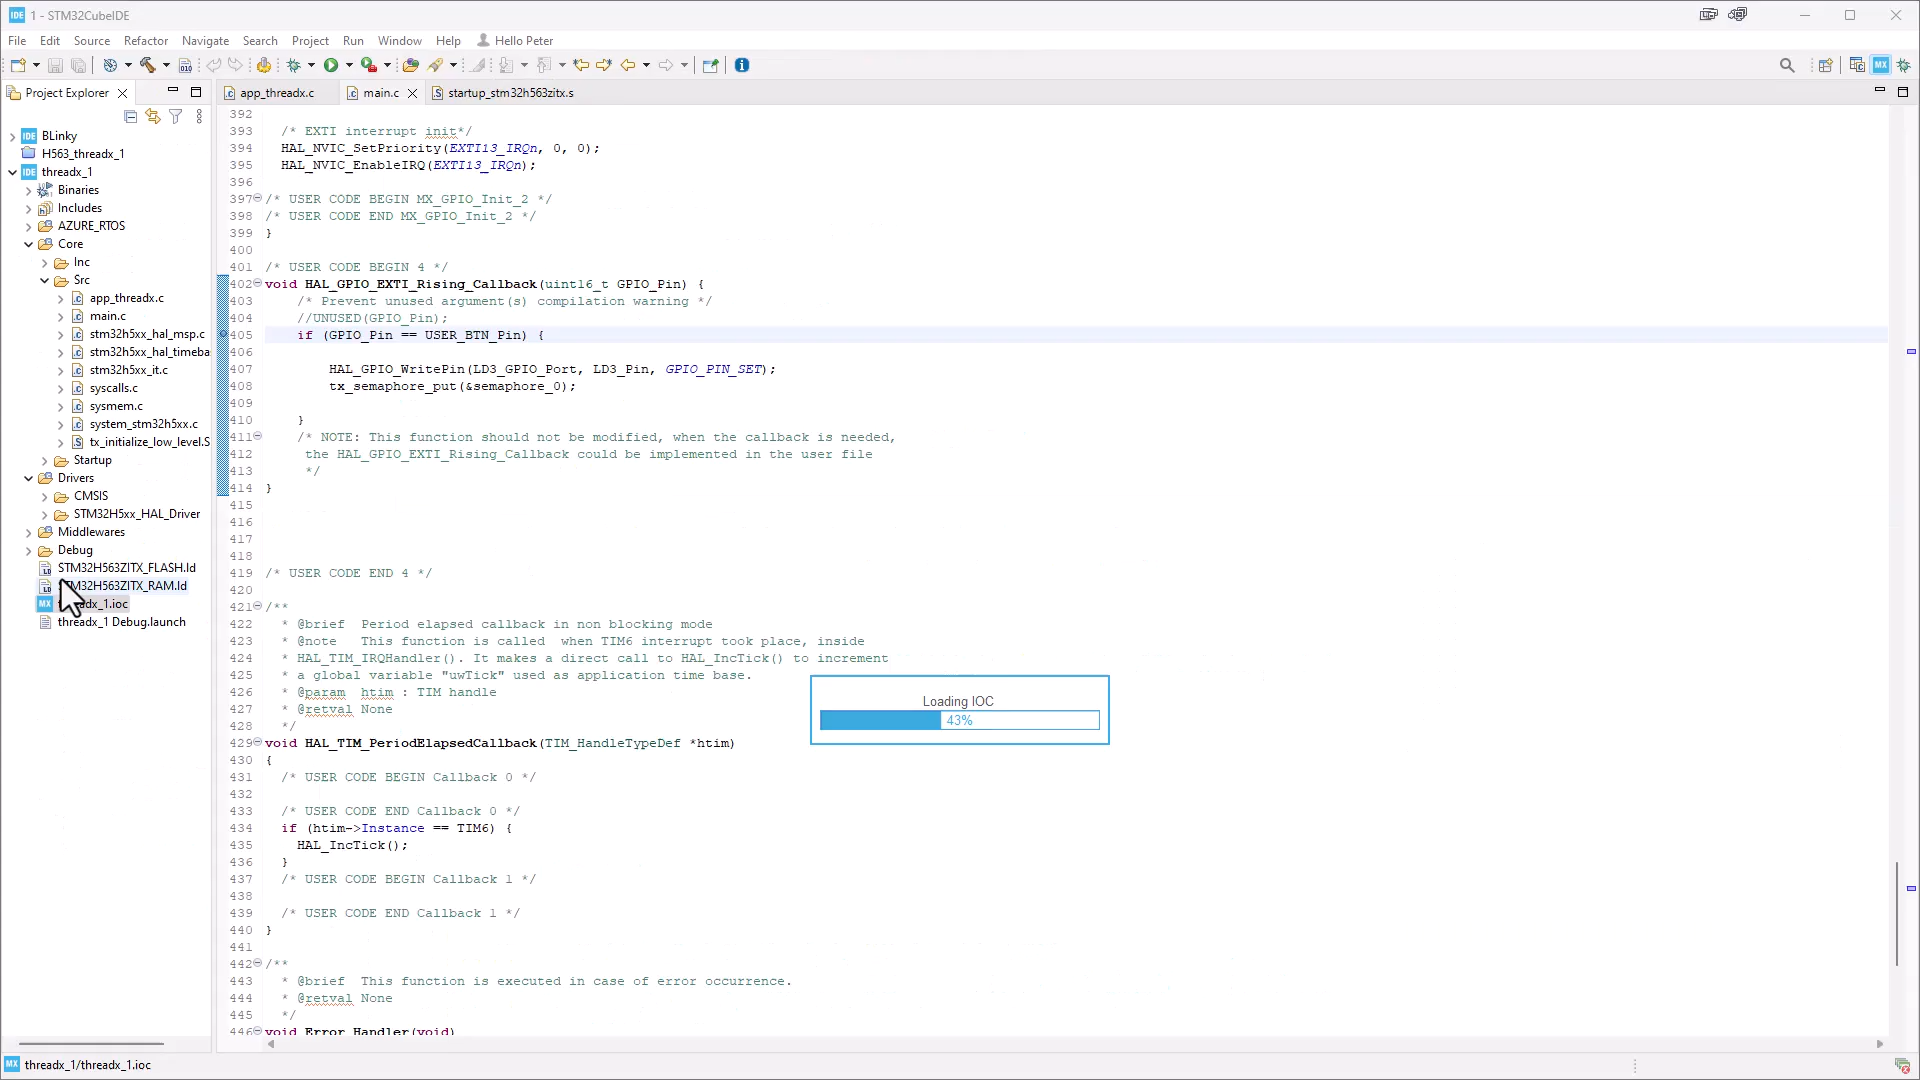 IDE 1 - STM32CubeIDE
File Edit Source Refactor Navigate Search Project Run Window Help Hello Peter
Project Explorer
app_threadx.c main.c startup_stm32h563zitx.s
BLinky
H563_threadx_1
threadx_1
Binaries
Includes
AZURE_RTOS
Core
Inc
Src
app_threadx.c
main.c
stm32h5xx_hal_msp.c
stm32h5xx_hal_timeba
stm32h5xx_it.c
syscalls.c
sysmem.c
system_stm32h5xx.c
tx_initialize_low_level.S
Startup
Drivers
CMSIS
STM32H5xx_HAL_Driver
Middlewares
Debug
STM32H563ZITX_FLASH.ld
TM32H563ZITX_RAM.ld
MX adx_1.ioc
threadx_1 Debug.launch
392
393 /* EXTI interrupt init*/
394 HAL_NVIC_SetPriority(EXTI13_IRQn, 0, 0);
395 HAL_NVIC_EnableIRQ(EXTI13_IRQn);
396
397 /* USER CODE BEGIN MX_GPIO_Init_2 */
398 /* USER CODE END MX_GPIO_Init_2 */
399 }
400
401 /* USER CODE BEGIN 4 */
402 void HAL_GPIO_EXTI_Rising_Callback(uint16_t GPIO_Pin) {
403 /* Prevent unused argument(s) compilation warning */
404 //UNUSED(GPIO_Pin);
405 if (GPIO_Pin == USER_BTN_Pin) {
406
407 HAL_GPIO_WritePin(LD3_GPIO_Port, LD3_Pin, GPIO_PIN_SET);
408 tx_semaphore_put(&semaphore_0);
409
410 }
411 /* NOTE: This function should not be modified, when the callback is needed,
412 the HAL_GPIO_EXTI_Rising_Callback could be implemented in the user file
413 */
414 }
415
416
417
418
419 /* USER CODE END 4 */
420
421 /**
422 * @brief Period elapsed callback in non blocking mode
423 * @note This function is called when TIM6 interrupt took place, inside
424 * HAL_TIM_IRQHandler(). It makes a direct call to HAL_IncTick() to increment
425 * a global variable "uwTick" used as application time base.
426 * @param htim : TIM handle
427 * @retval None
428 */
429 void HAL_TIM_PeriodElapsedCallback(TIM_HandleTypeDef *htim)
430 {
431 /* USER CODE BEGIN Callback 0 */
432
433 /* USER CODE END Callback 0 */
434 if (htim->Instance == TIM6) {
435 HAL_IncTick();
436 }
437 /* USER CODE BEGIN Callback 1 */
438
439 /* USER CODE END Callback 1 */
440 }
441
442 /**
443 * @brief This function is executed in case of error occurrence.
444 * @retval None
445 */
446 void Error_Handler(void)
Loading IOC
43%
MX threadx_1/threadx_1.ioc